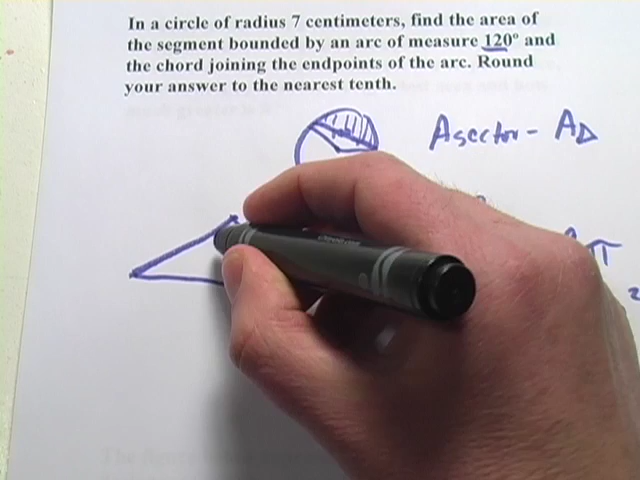 In a circle of radius 7 centimeters, find the area of
the segment bounded by an arc of measure 120° and
the chord joining the endpoints of the arc. Round
your answer to the nearest tenth.
Asector - A△
π